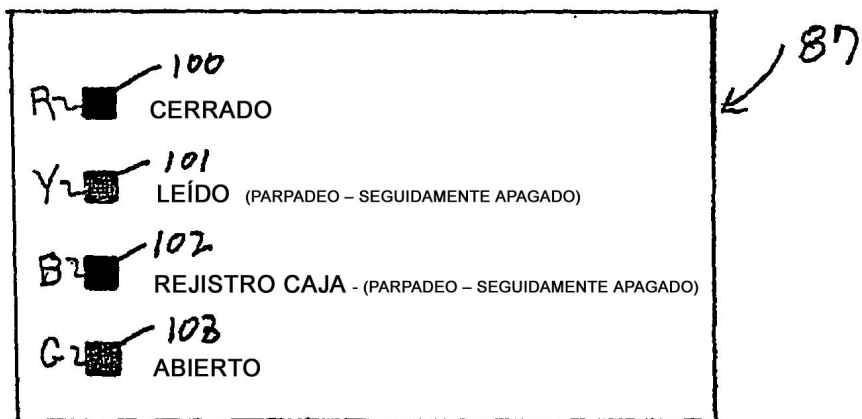 87
100
R CERRADO
101
Y LEÍDO (PARPADEO – SEGUIDAMENTE APAGADO)
102
B REJISTRO CAJA - (PARPADEO – SEGUIDAMENTE APAGADO)
103
G ABIERTO